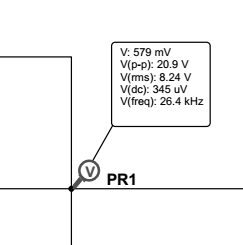 V: 579 mV
V(p-p): 20.9 V
V(rms): 8.24 V
V(dc): 345 uV
V(freq): 26.4 kHz
V
PR1